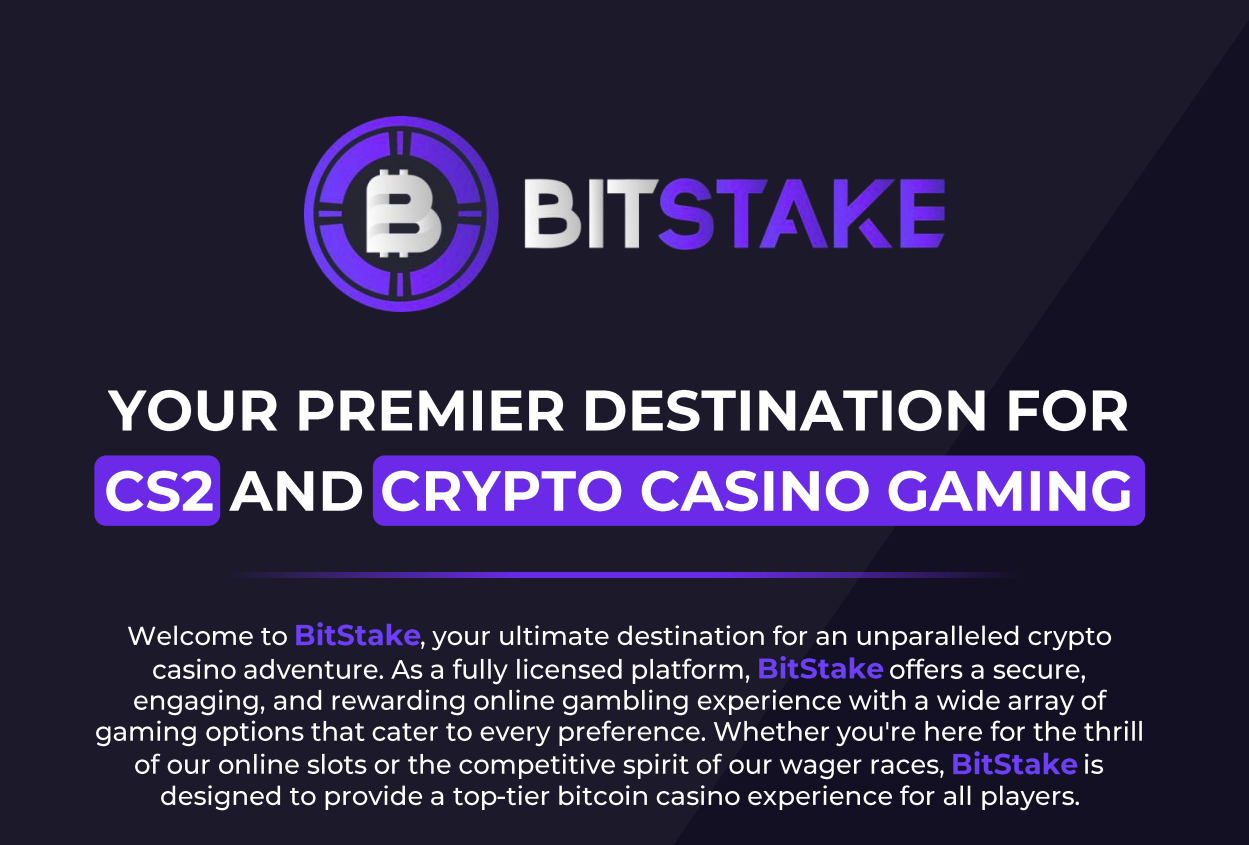 BITSTAKE
YOUR PREMIER DESTINATION FOR
CS2 AND CRYPTO CASINO GAMING
Welcome to BitStake, your ultimate destination for an unparalleled crypto
casino adventure. As a fully licensed platform, BitStake offers a secure,
engaging, and rewarding online gambling experience with a wide array of
gaming options that cater to every preference. Whether you're here for the thrill
of our online slots or the competitive spirit of our wager races, BitStake is
designed to provide a top-tier bitcoin casino experience for all players.